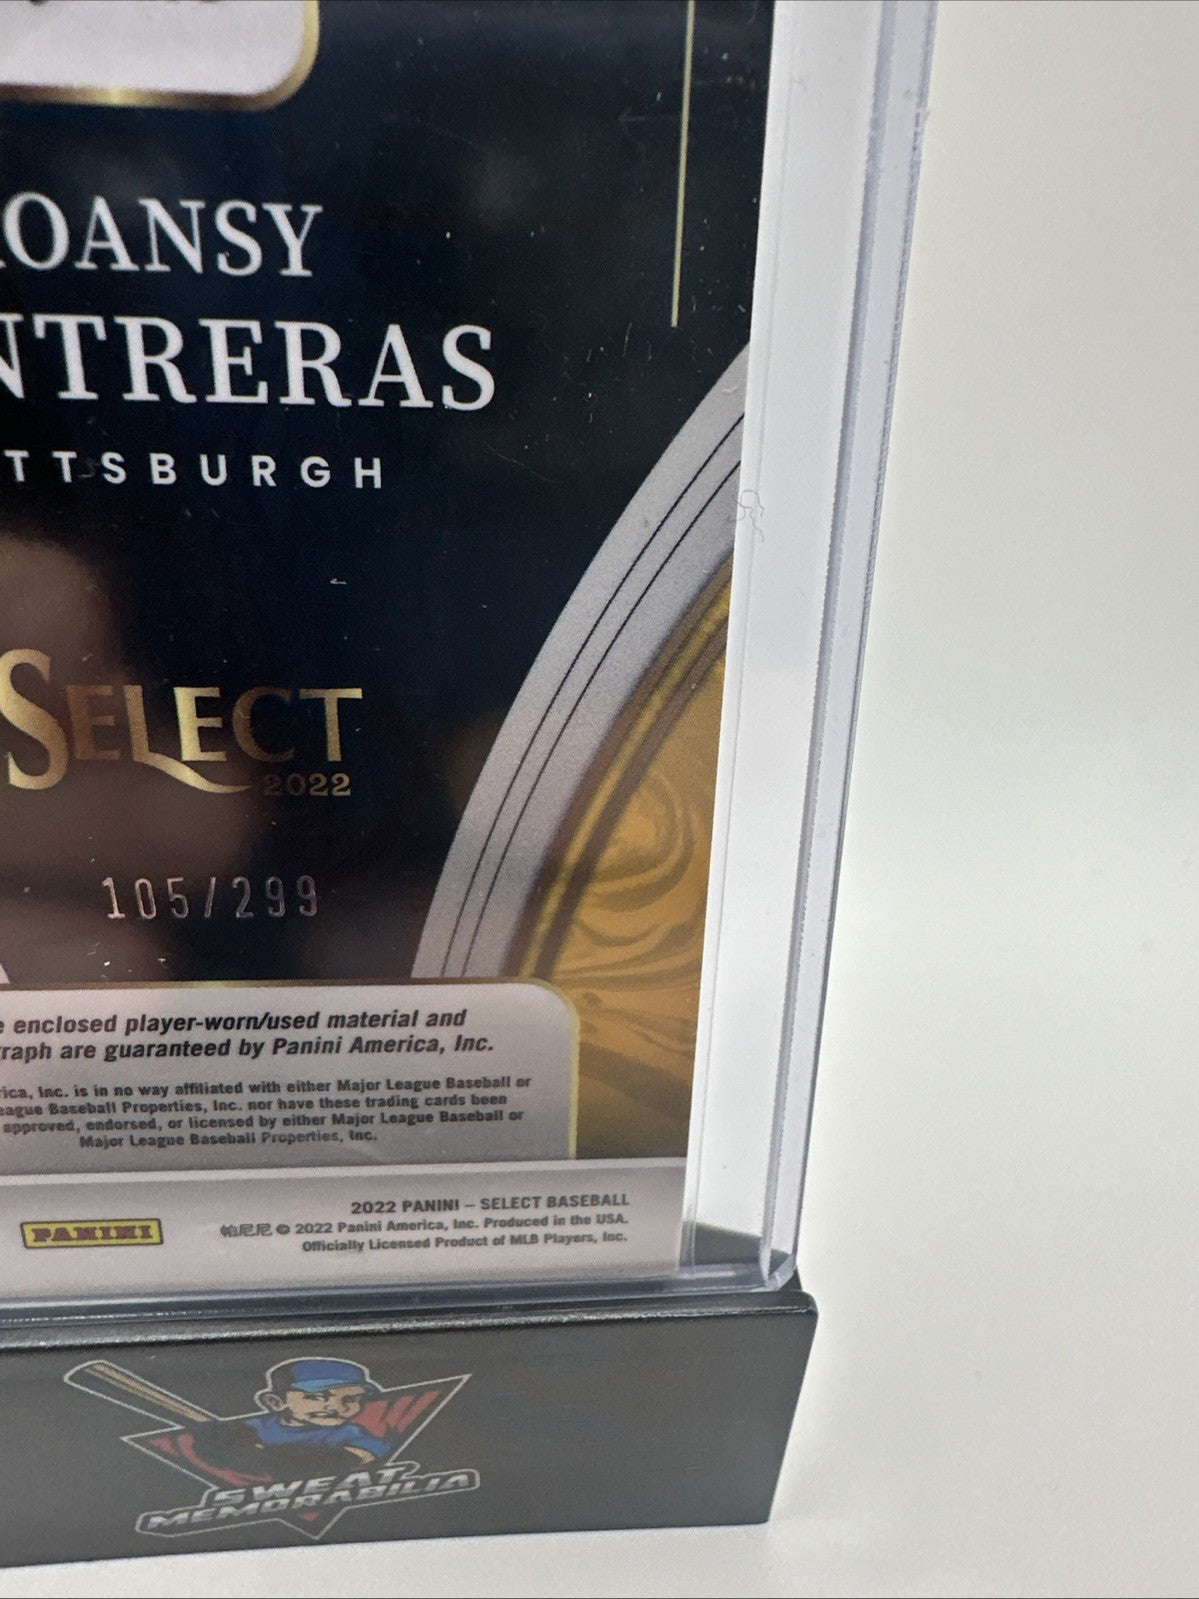 OANSY
NTRERAS
TTSBURGH
SELECT
2022
105/299
e enclosed player-worn/used material and
raph are guaranteed by Panini America, Inc.
rica, Inc. is in no way affiliated with either Major League Baseball or
eague Baseball Properties, Inc. nor have these trading cards been
approved, endorsed, or licensed by either Major League Baseball or
Major League Baseball Properties, Inc.
2022 PANINI – SELECT BASEBALL
PANINI
帕尼尼 © 2022 Panini America, Inc. Produced in the USA.
Officially Licensed Product of MLB Players, Inc.
SWEAT
MEMORABILIA